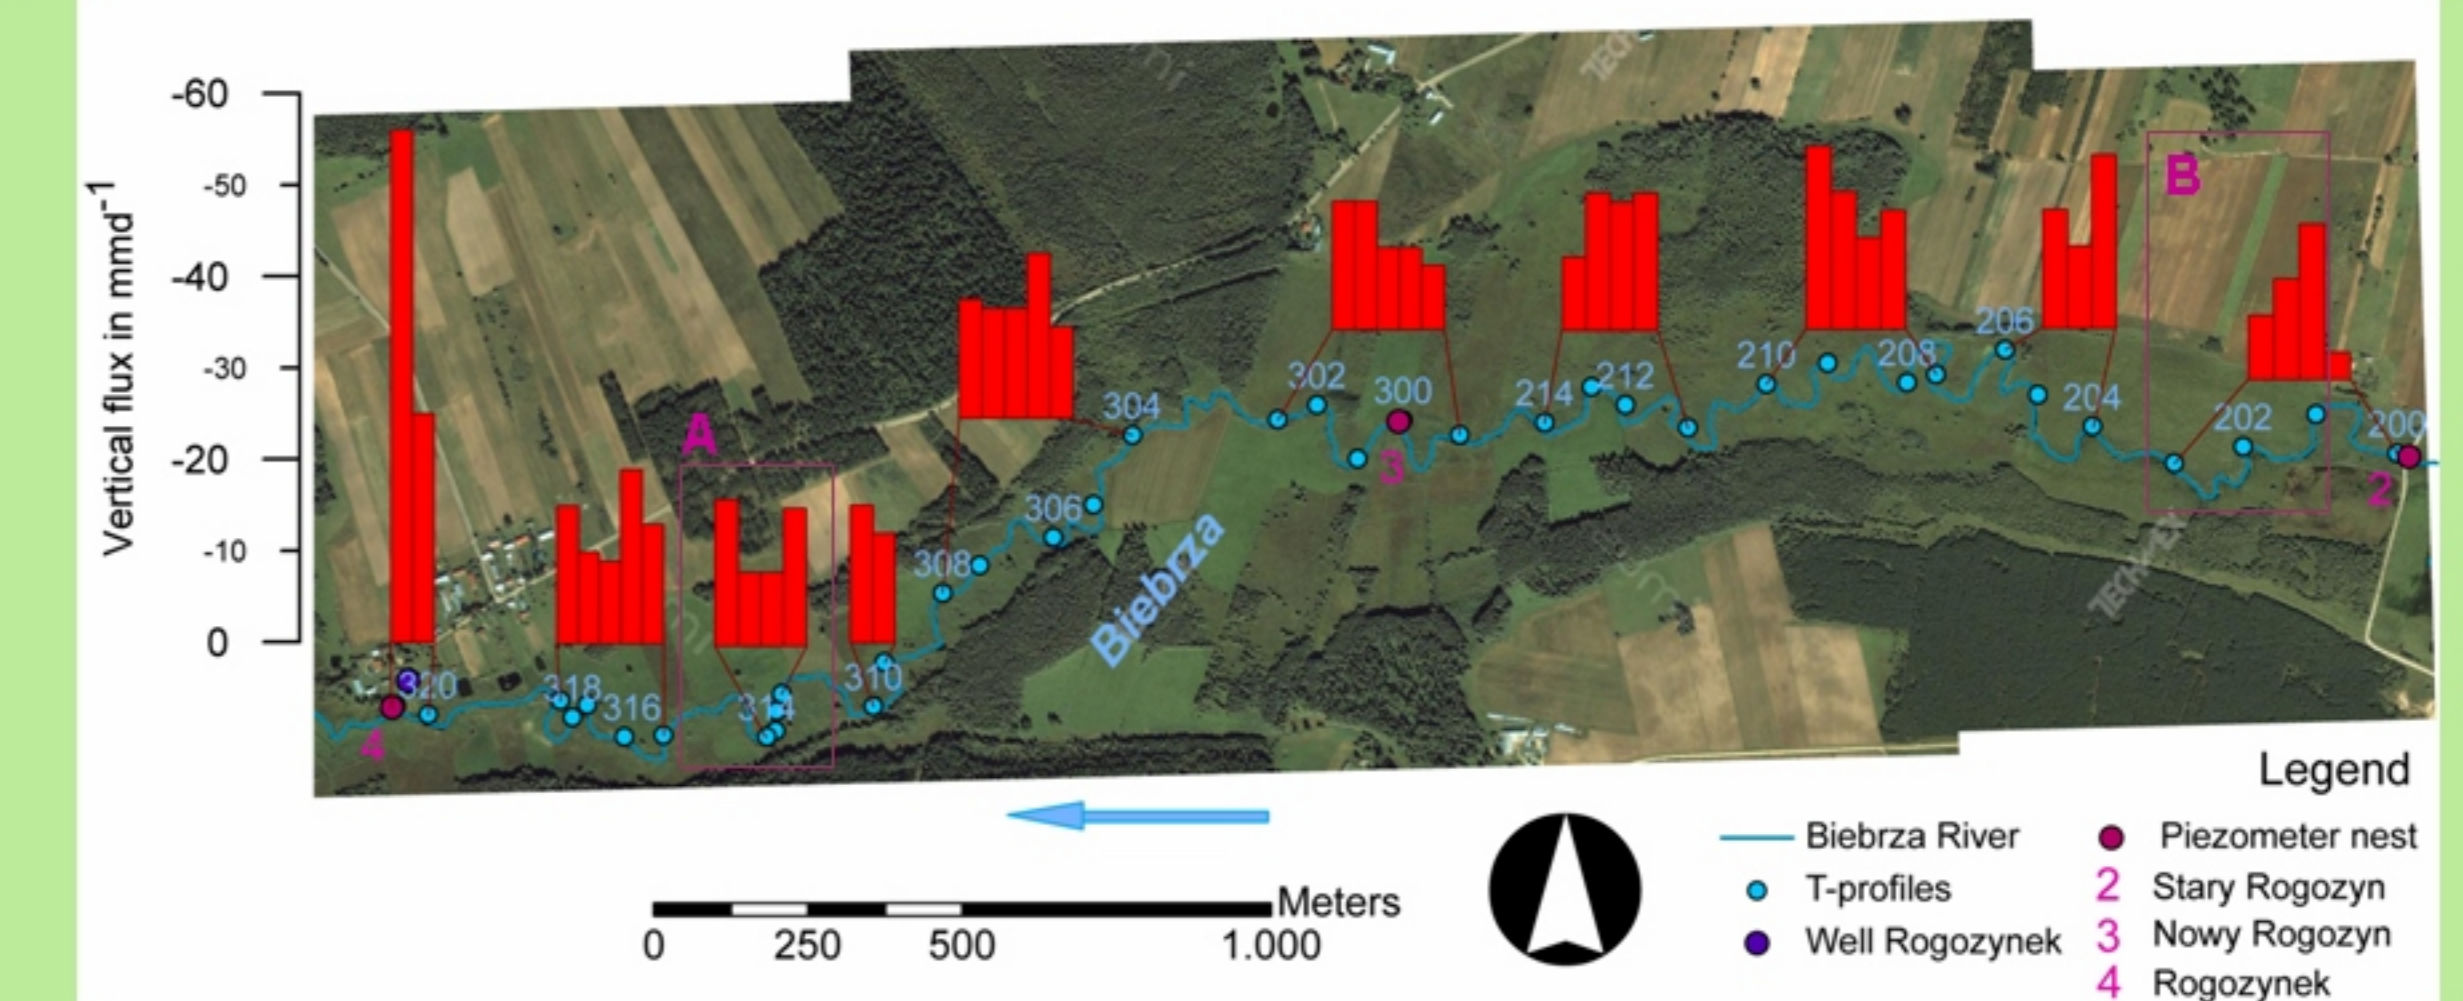 Vertical flux in mmd-1
-60
-50
-40
-30
-20
-10
0
A
B
320
318
316
314
310
308
306
304
302
300
214
212
210
208
206
204
202
200
4
3
2
Biebrza
TECH
TECH
Meters
0 250 500 1.000
Legend
Biebrza River
T-profiles
Well Rogozynek
Piezometer nest
2 Stary Rogozyn
3 Nowy Rogozyn
4 Rogozynek